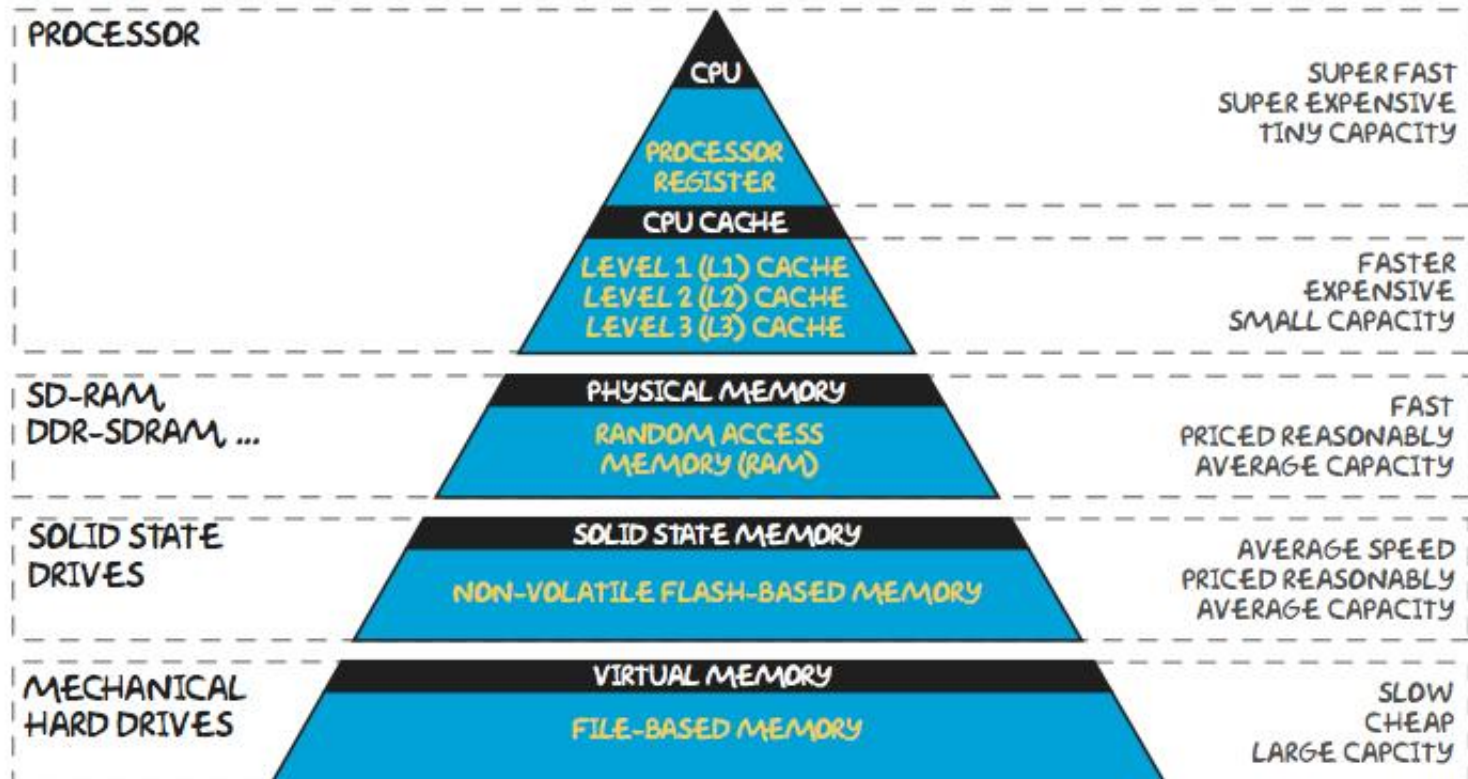 PROCESSOR
CPU
PROCESSOR
REGISTER
SUPER FAST
SUPER EXPENSIVE
TINY CAPACITY
CPU CACHE
LEVEL 1 (L1) CACHE
LEVEL 2 (L2) CACHE
LEVEL 3 (L3) CACHE
FASTER
EXPENSIVE
SMALL CAPACITY
SD-RAM,
DDR-SDRAM, ...
PHYSICAL MEMORY
RANDOM ACCESS
MEMORY (RAM)
FAST
PRICED REASONABLY
AVERAGE CAPACITY
SOLID STATE
DRIVES
SOLID STATE MEMORY
NON-VOLATILE FLASH-BASED MEMORY
AVERAGE SPEED
PRICED REASONABLY
AVERAGE CAPACITY
MECHANICAL
HARD DRIVES
VIRTUAL MEMORY
FILE-BASED MEMORY
SLOW
CHEAP
LARGE CAPCITY